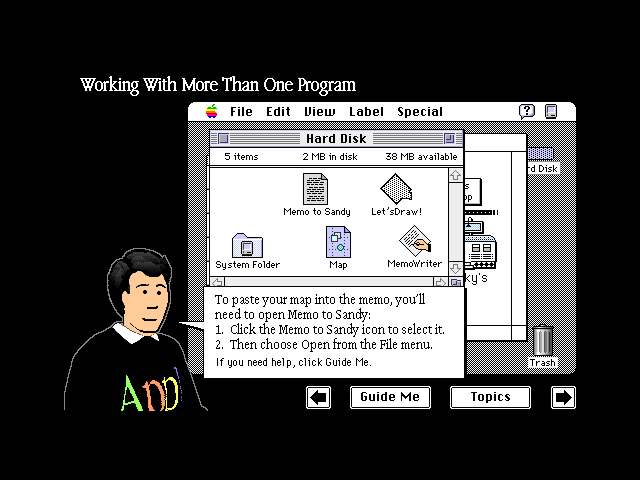 Working With More Than One Program
File Edit View Label Special
Hard Disk
5 items 2 MB in disk 38 MB available
rd Disk
Memo to Sandy Let'sDraw!
System Folder Map MemoWriter
ky's
To paste your map into the memo, you'll
need to open Memo to Sandy:
1. Click the Memo to Sandy icon to select it.
2. Then choose Open from the File menu.
If you need help, click Guide Me.
Trash
Guide Me Topics